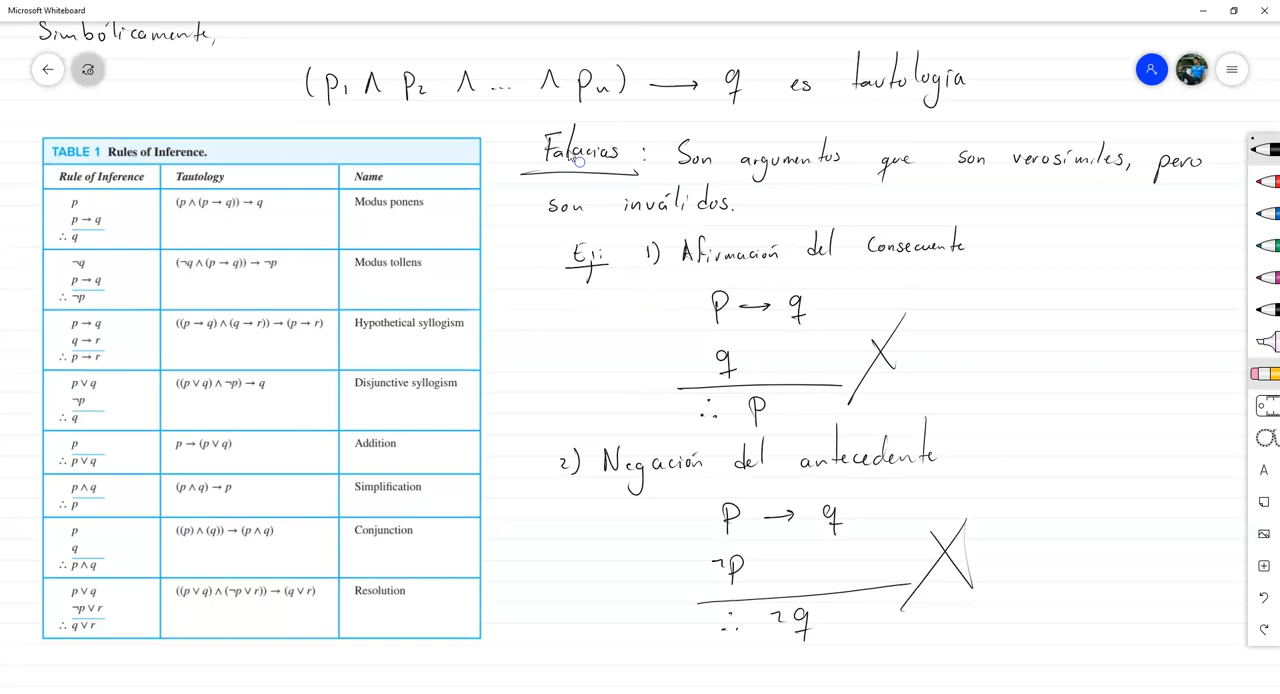 Microsoft Whiteboard
Simbólicamente,
(p₁ ∧ p₂ ∧ ... ∧ pₙ) → q es tautología
TABLE 1 Rules of Inference.
Rule of Inference Tautology Name
p
p → q
∴ q
(p ∧ (p → q)) → q
Modus ponens
¬q
p → q
∴ ¬p
(¬q ∧ (p → q)) → ¬p
Modus tollens
p → q
q → r
∴ p → r
((p → q) ∧ (q → r)) → (p → r)
Hypothetical syllogism
p ∨ q
¬p
∴ q
((p ∨ q) ∧ ¬p) → q
Disjunctive syllogism
p
∴ p ∨ q
p → (p ∨ q)
Addition
p ∧ q
∴ p
(p ∧ q) → p
Simplification
p
q
∴ p ∧ q
((p) ∧ (q)) → (p ∧ q)
Conjunction
p ∨ q
¬p ∨ r
∴ q ∨ r
((p ∨ q) ∧ (¬p ∨ r)) → (q ∨ r)
Resolution
Falacias : Son argumentos que son verosímiles, pero
son inválidos.
Ej: 1) Afirmación del consecuente
p → q
q
∴ p
2) Negación del antecedente
p → q
¬p
∴ ¬q
A